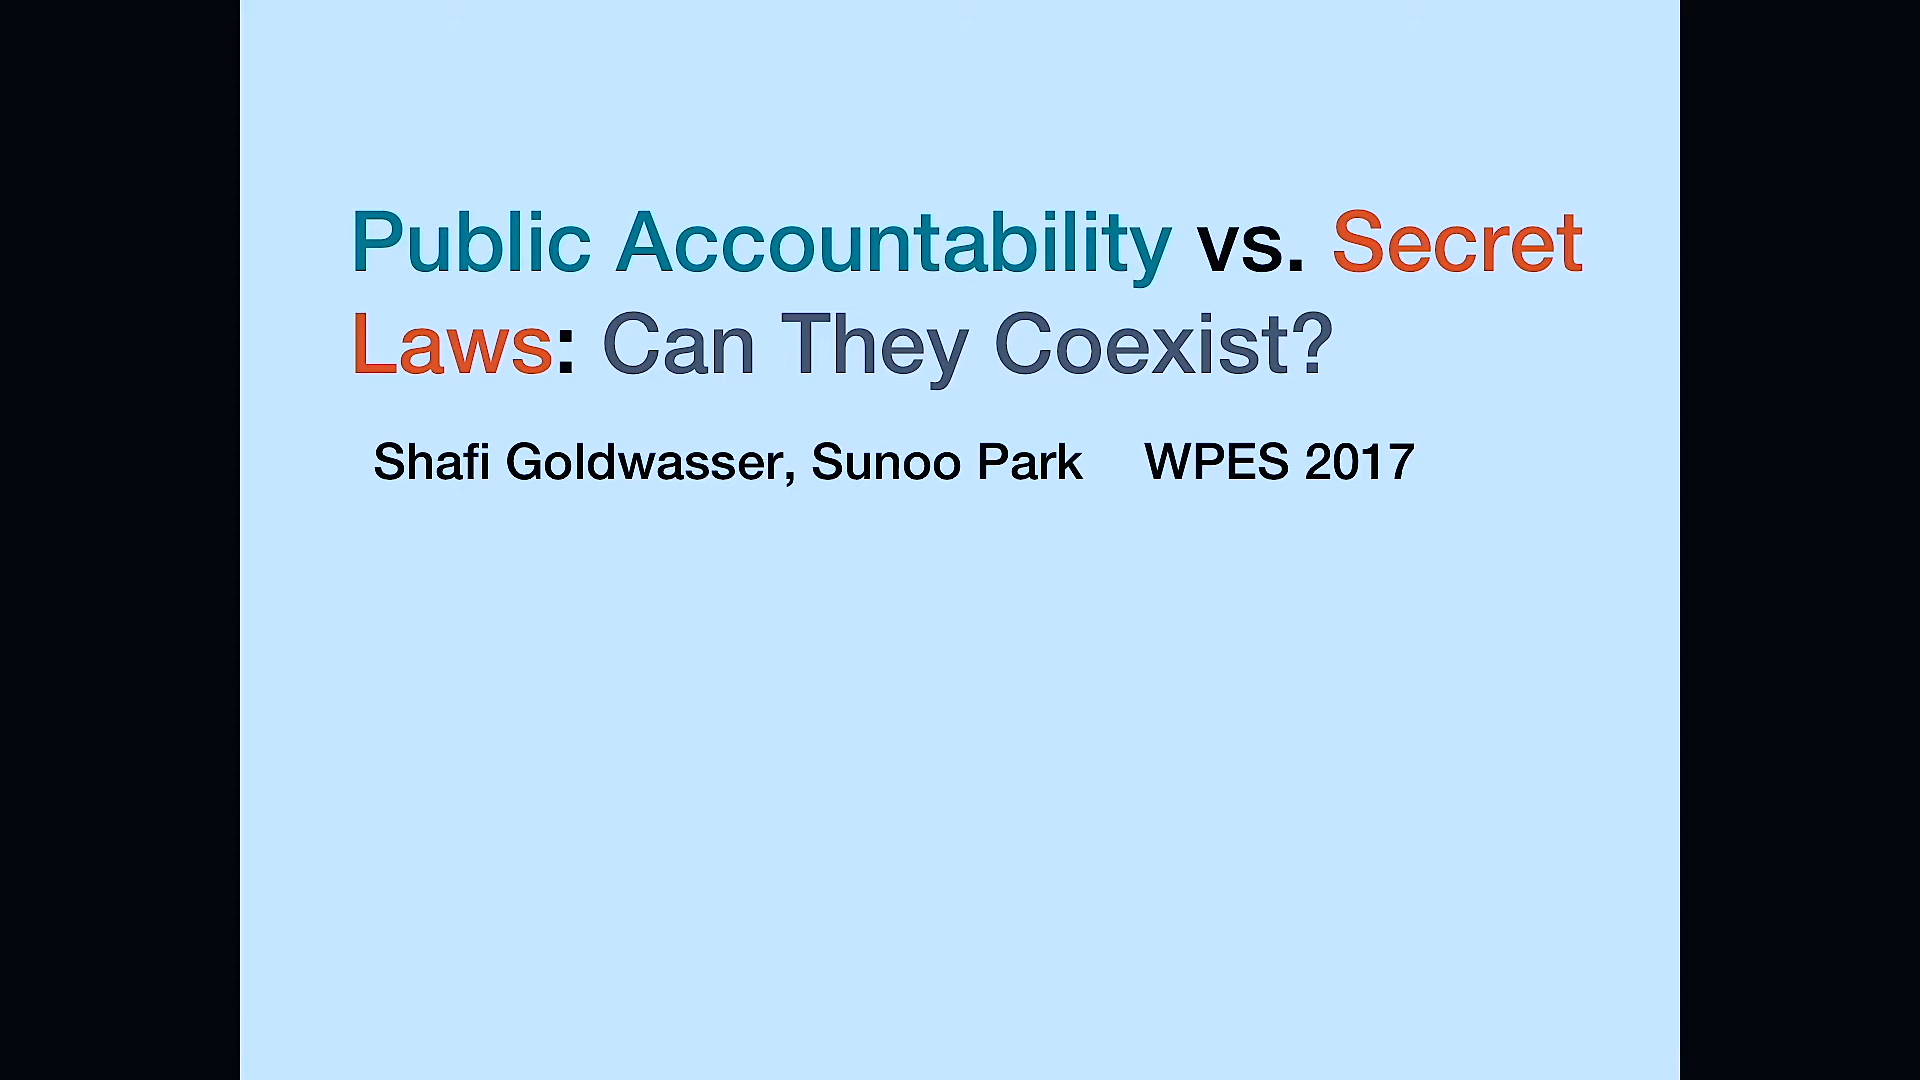 Public Accountability vs. Secret
Laws: Can They Coexist?
Shafi Goldwasser, Sunoo Park WPES 2017